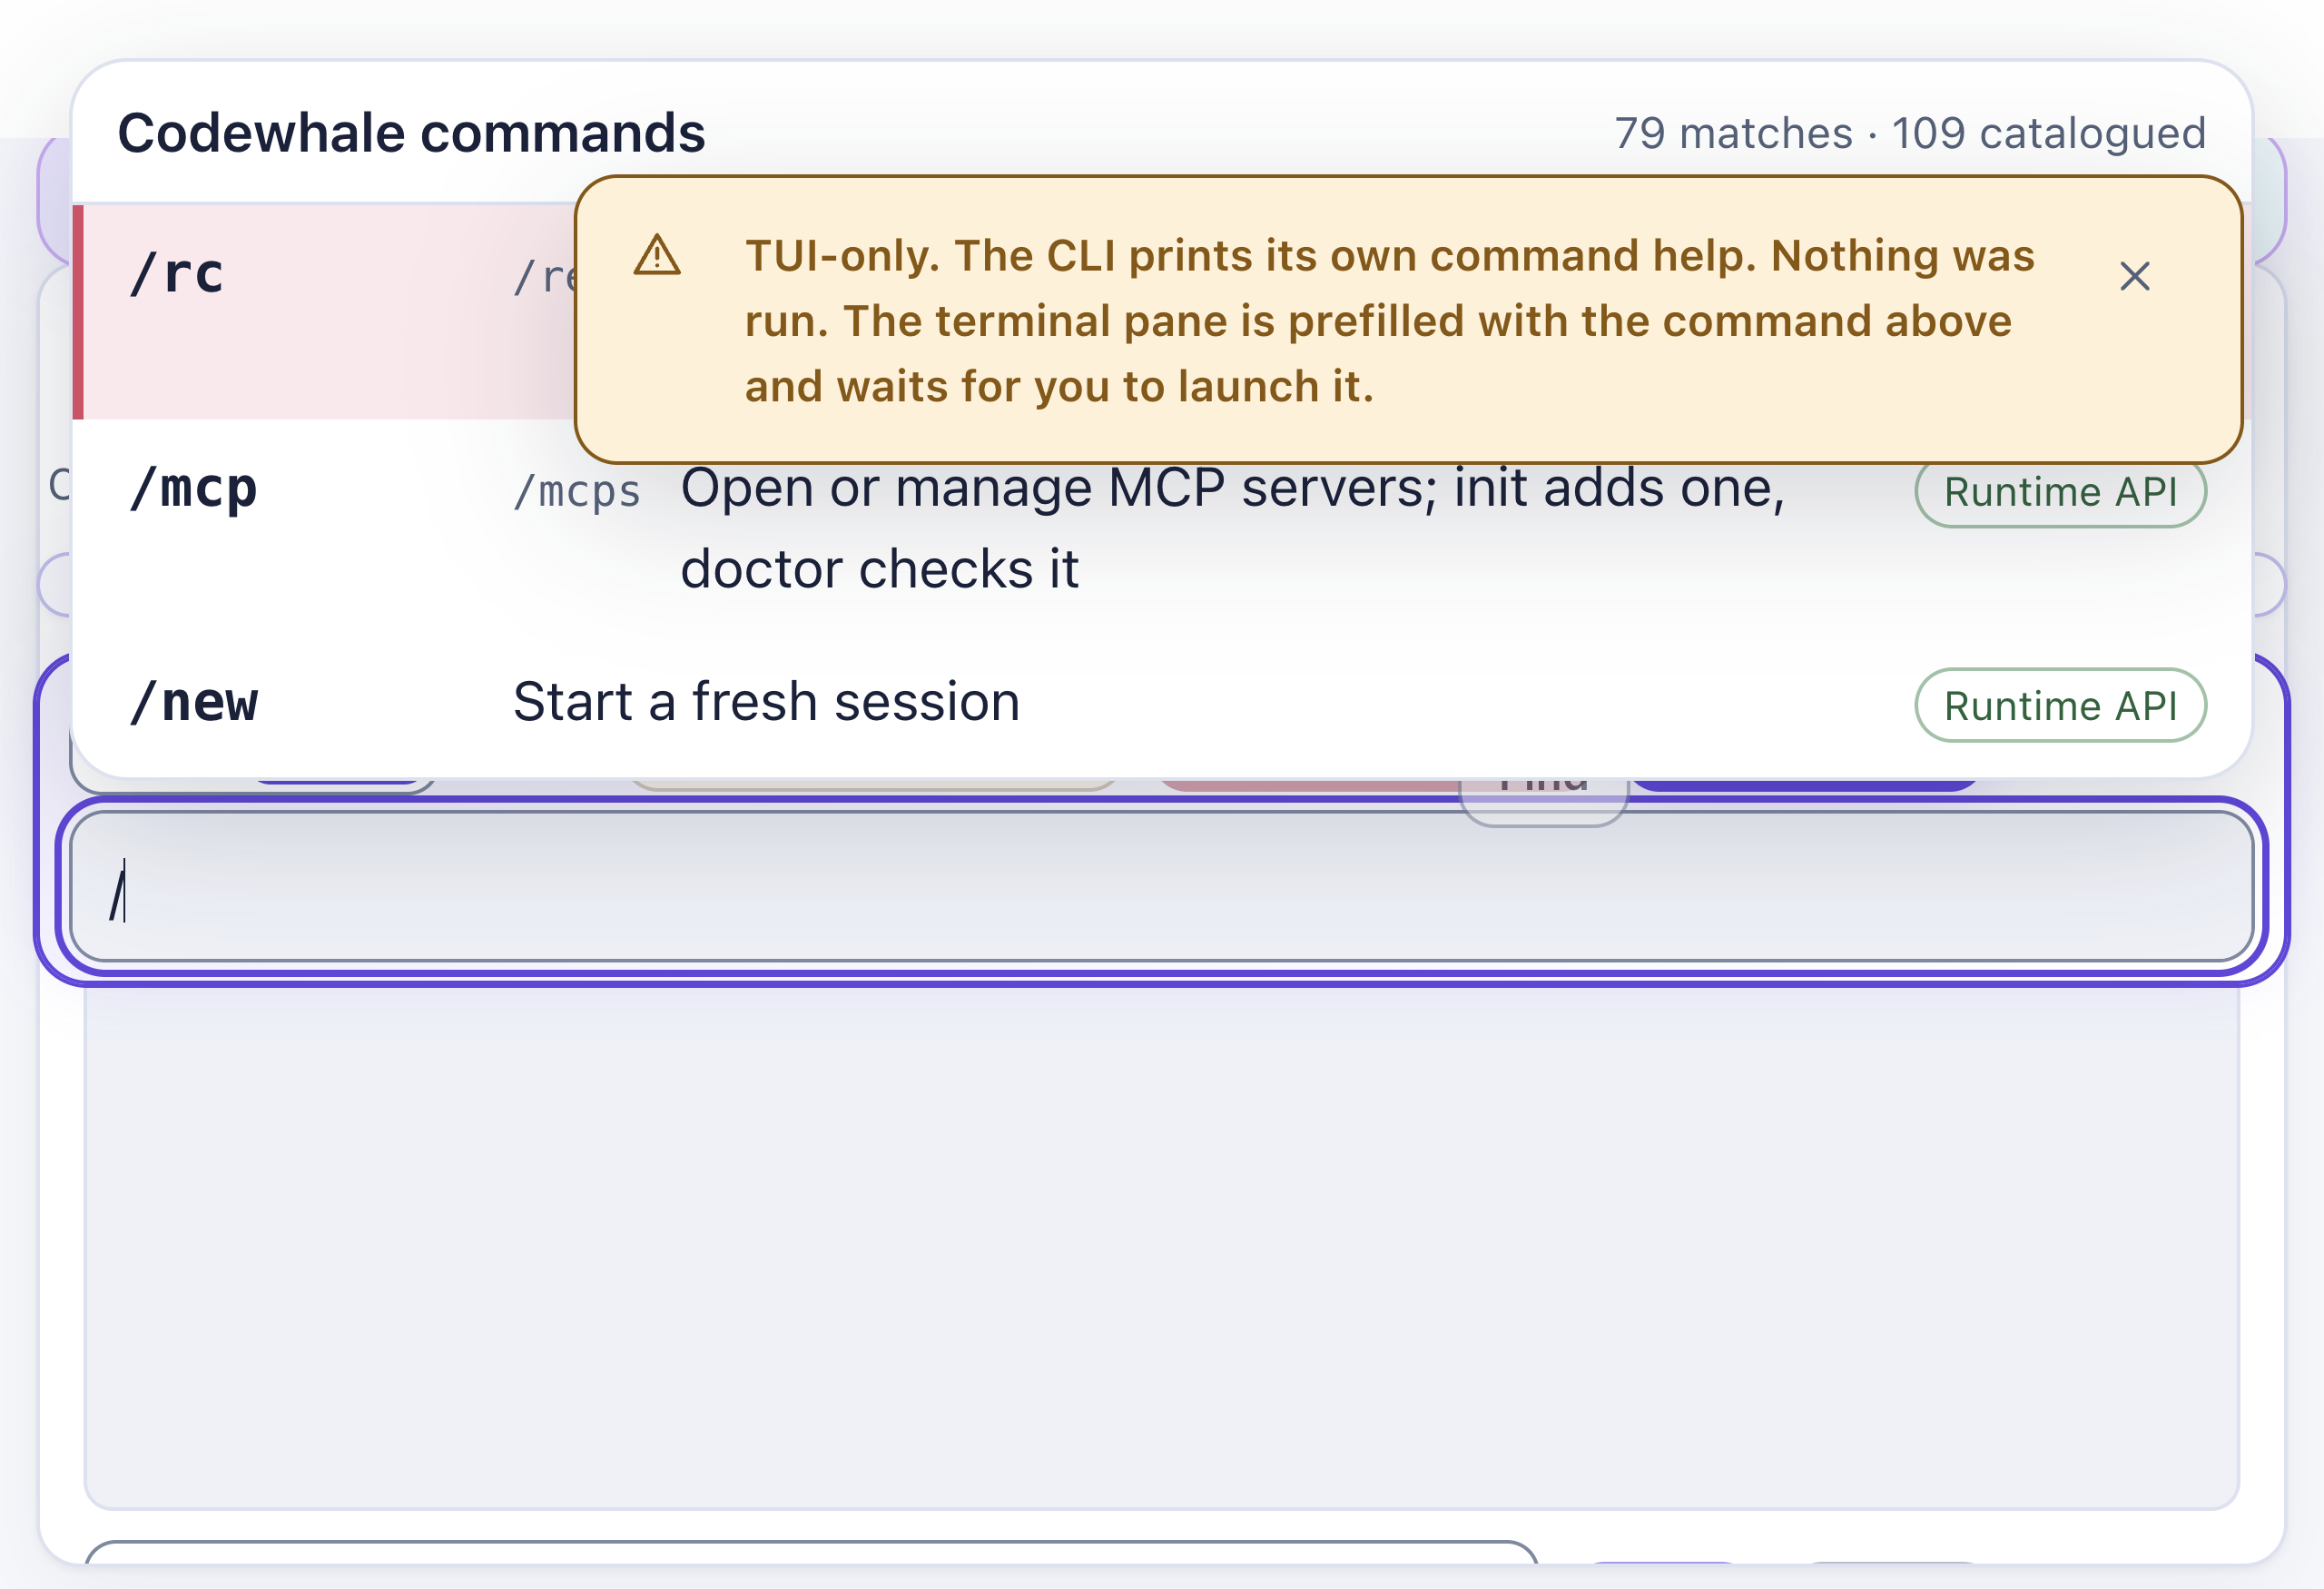 Codewhale commands
79 matches · 109 catalogued
/rc
TUI-only. The CLI prints its own command help. Nothing was
run. The terminal pane is prefilled with the command above
and waits for you to launch it.
/mcp /mcps Open or manage MCP servers; init adds one, Runtime API
doctor checks it
/new Start a fresh session Runtime API
/